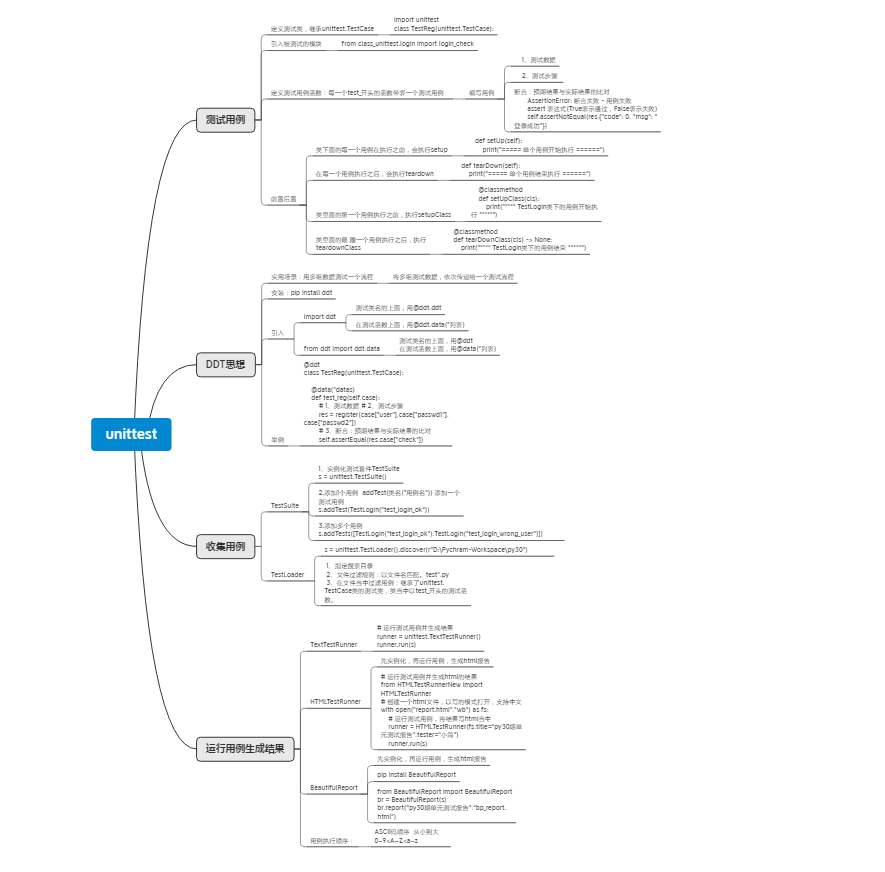 unittest
测试用例
定义测试类，继承unittest.TestCase
import unittest
class TestReg(unittest.TestCase):
引入被测试的模块
from class_unittest.login import login_check
定义测试用例函数：每一个test_开头的函数带表一个测试用例
编写用例
1、测试数据
2、测试步骤
断言：预期结果与实际结果的比对
AssertionError: 断言失败 - 用例失败
assert 表达式(True表示通过，False表示失败)
self.assertNotEqual(res,{"code": 0, "msg": "
登录成功"})
前置后置
类下面的每一个用例在执行之前，会执行setup
def setUp(self):
print("===== 单个用例开始执行 ======")
在每一个用例执行之后，会执行teardown
def tearDown(self):
print("===== 单个用例结束执行 ======")
类里面的第一个用例执行之前，执行setupClass
@classmethod
def setUpClass(cls):
print("***** TestLogin类下的用例开始执
行 ******")
类里面的最 隆一个用例执行之后，执行
teardownClass
@classmethod
def tearDownClass(cls) -> None:
print("***** TestLogin类下的用例结束 ******")
DDT思想
实用场景：用多组数据测试一个流程
将多组测试数据，依次传递给一个测试流程
安装：pip install ddt
引入
import ddt
测试类名的上面，用@ddt.ddt
在测试函数上面，用@ddt.data(*列表)
from ddt import ddt,data
测试类名的上面，用@ddt
在测试函数上面，用@data(*列表)
举例
@ddt
class TestReg(unittest.TestCase):
@data(*datas)
def test_reg(self,case):
# 1、测试数据 # 2、测试步骤
res = register(case["user"],case["passwd1"],
case["passwd2"])
# 3、断言：预期结果与实际结果的比对
self.assertEqual(res,case["check"])
收集用例
TestSuite
1、实例化测试套件TestSuite
s = unittest.TestSuite()
2.添加1个用例 addTest(类名("用例名")) 添加一个
测试用例
s.addTest(TestLogin("test_login_ok"))
3.添加多个用例
s.addTests([TestLogin("test_login_ok"),TestLogin("test_login_wrong_user")])
TestLoader
s = unittest.TestLoader().discover(r"D:\Pychram-Workspace\py30")
1、指定搜索目录
2、文件过滤规则：以文件名匹配。test*.py
3、在文件当中过滤用例：继承了unittest.
TestCase类的测试类，类当中以test_开头的测试函
数。
运行用例生成结果
TextTestRunner
# 运行测试用例并生成结果
runner = unittest.TextTestRunner()
runner.run(s)
HTMLTestRunner
先实例化，再运行用例，生成html报告
# 运行测试用例并生成html的结果
from HTMLTestRunnerNew import
HTMLTestRunner
# 创建一个html文件，以写的模式打开，支持中文
with open("report.html","wb") as fs:
# 运行测试用例，将结果写html当中
runner = HTMLTestRunner(fs,title="py30期单
元测试报告",tester="小简")
runner.run(s)
BeautifulReport
先实例化，再运行用例，生成html报告
pip install BeautifulReport
from BeautifulReport import BeautifulReport
br = BeautifulReport(s)
br.report("py30期单元测试报告","bp_report.
html")
用例执行顺序：
ASCII码顺序 从小到大
0~9<A~Z<a~z